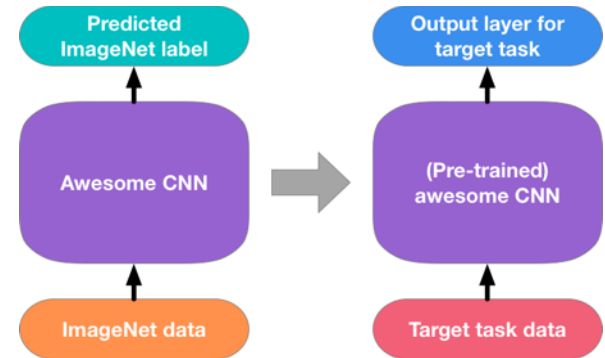 Predicted
ImageNet label
Awesome CNN
ImageNet data
Output layer for
target task
(Pre-trained)
awesome CNN
Target task data